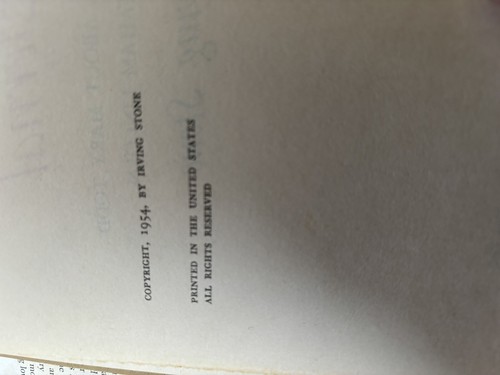 COPYRIGHT, 1954, BY IRVING STONE
PRINTED IN THE UNITED STATES
ALL RIGHTS RESERVED